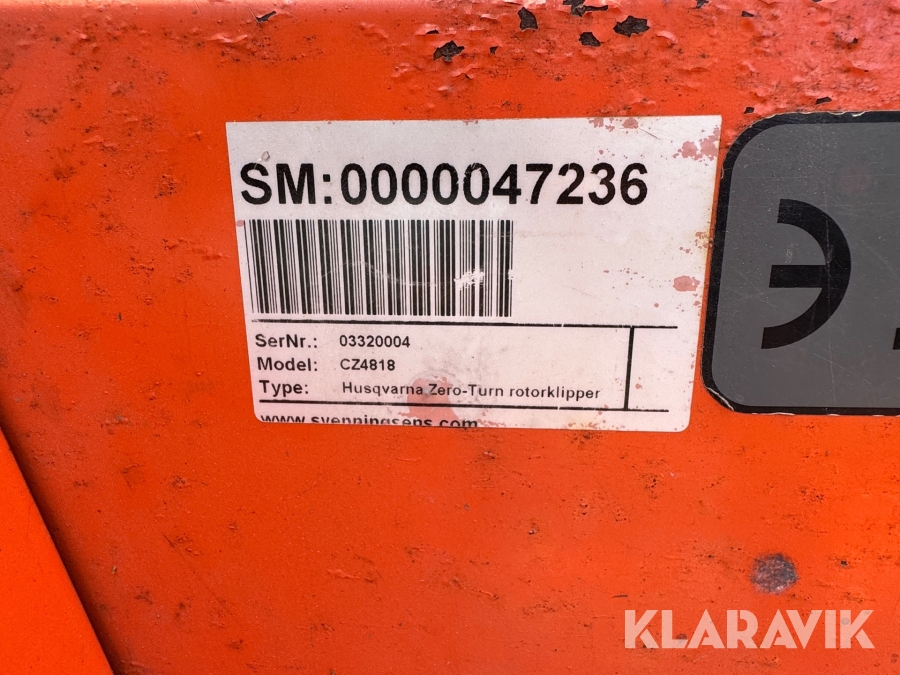 SM:0000047236
SerNr.: 03320004
Model: CZ4818
Type: Husqvarna Zero-Turn rotorklipper
www.svenningsens.com
KLARAVIK